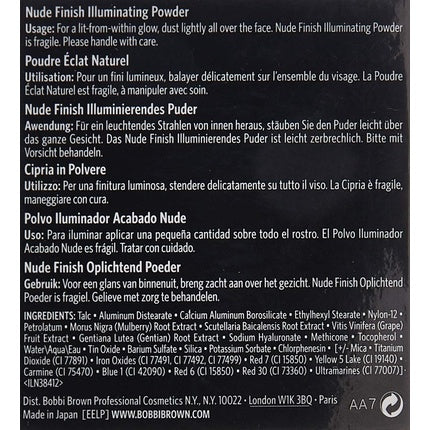 Nude Finish Illuminating Powder
Usage: For a lit-from-within glow, dust lightly all over the face. Nude Finish Illuminating Powder
is fragile. Please handle with care.
Poudre Éclat Naturel
Utilisation: Pour un fini lumineux, balayer délicatement sur l'ensemble du visage. La Poudre
Éclat Naturel est fragile, à manipuler avec soin.
Nude Finish Illuminierendes Puder
Anwendung: Für ein leuchtendes Strahlen von innen heraus, stäuben Sie den Puder leicht über
das ganze Gesicht. Das Nude Finish Illuminierendes Puder ist leicht zerbrechlich. Bitte mit
Vorsicht behandeln.
Cipria in Polvere
Utilizzo: Per una finitura luminosa, stendere delicatamente su tutto il viso. La Cipria è fragile,
maneggiare con cura.
Polvo Iluminador Acabado Nude
Uso: Para iluminar aplicar una pequeña cantidad sobre todo el rostro. El Polvo Iluminador
Acabado Nude es frágil. Tratar con cuidado.
Nude Finish Oplichtend Poeder
Gebruik: Voor een glans van binnenuit, breng zacht aan over het gezicht. Nude Finish Oplichtend
Poeder is fragiel. Gelieve met zorg te behandelen.
INGREDIENTS: Talc • Aluminum Distearate • Calcium Aluminum Borosilicate • Ethylhexyl Stearate • Nylon-12 •
Petrolatum • Morus Nigra (Mulberry) Root Extract • Scutellaria Baicalensis Root Extract • Vitis Vinifera (Grape)
Fruit Extract • Gentiana Lutea (Gentian) Root Extract • Sodium Hyaluronate • Methicone • Tocopherol •
Water\Aqua\Eau • Tin Oxide • Barium Sulfate • Silica • Potassium Sorbate • Chlorphenesin • [+/- Mica • Titanium
Dioxide (CI 77891) • Iron Oxides (CI 77491, CI 77492, CI 77499) • Red 7 (CI 15850) • Yellow 5 Lake (CI 19140) •
Carmine (CI 75470) • Blue 1 (CI 42090) • Red 6 (CI 15850) • Red 30 (CI 73360) • Ultramarines (CI 77007)]
<ILN38412>
Dist. Bobbi Brown Professional Cosmetics N.Y., N.Y. 10022 • London W1K 3BQ • Paris
Made in Japan [EELP] WWW.BOBBIBROWN.COM
AA7